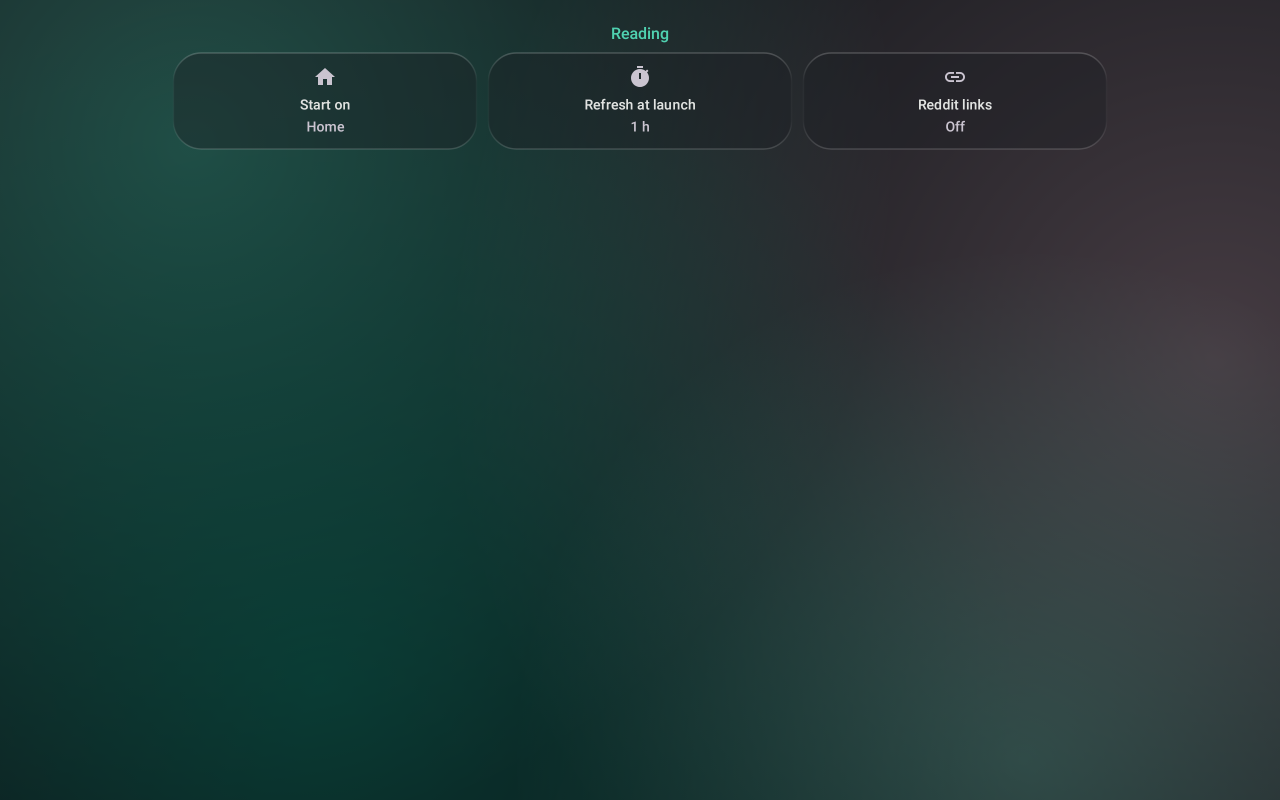 Reading
Start on
Home
Refresh at launch
1 h
Reddit links
Off